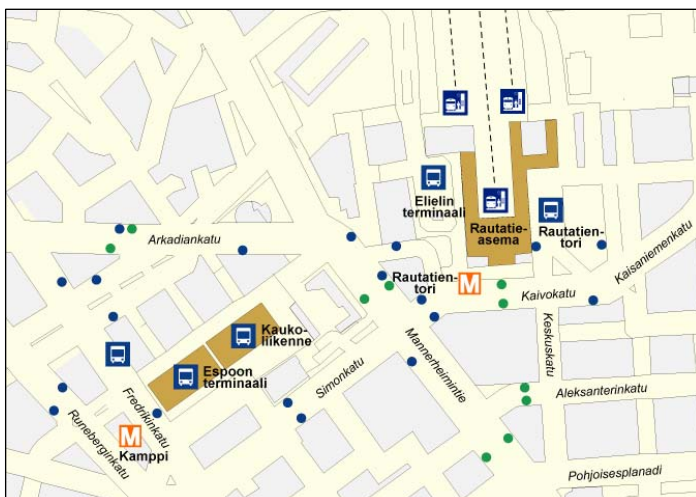 Elielin
terminaali
Rautatie-
asema
Rautatien-
tori
Arkadiankatu
Rautatien-
tori
M
Kaisaniemenkatu
Kaivokatu
Kauko-
liikenne
Espoon
terminaali
Simonkatu
Mannerheimintie
Keskuskatu
Aleksanterinkatu
Fredrikinkatu
Runeberginkatu
M
Kamppi
Pohjoisesplanadi